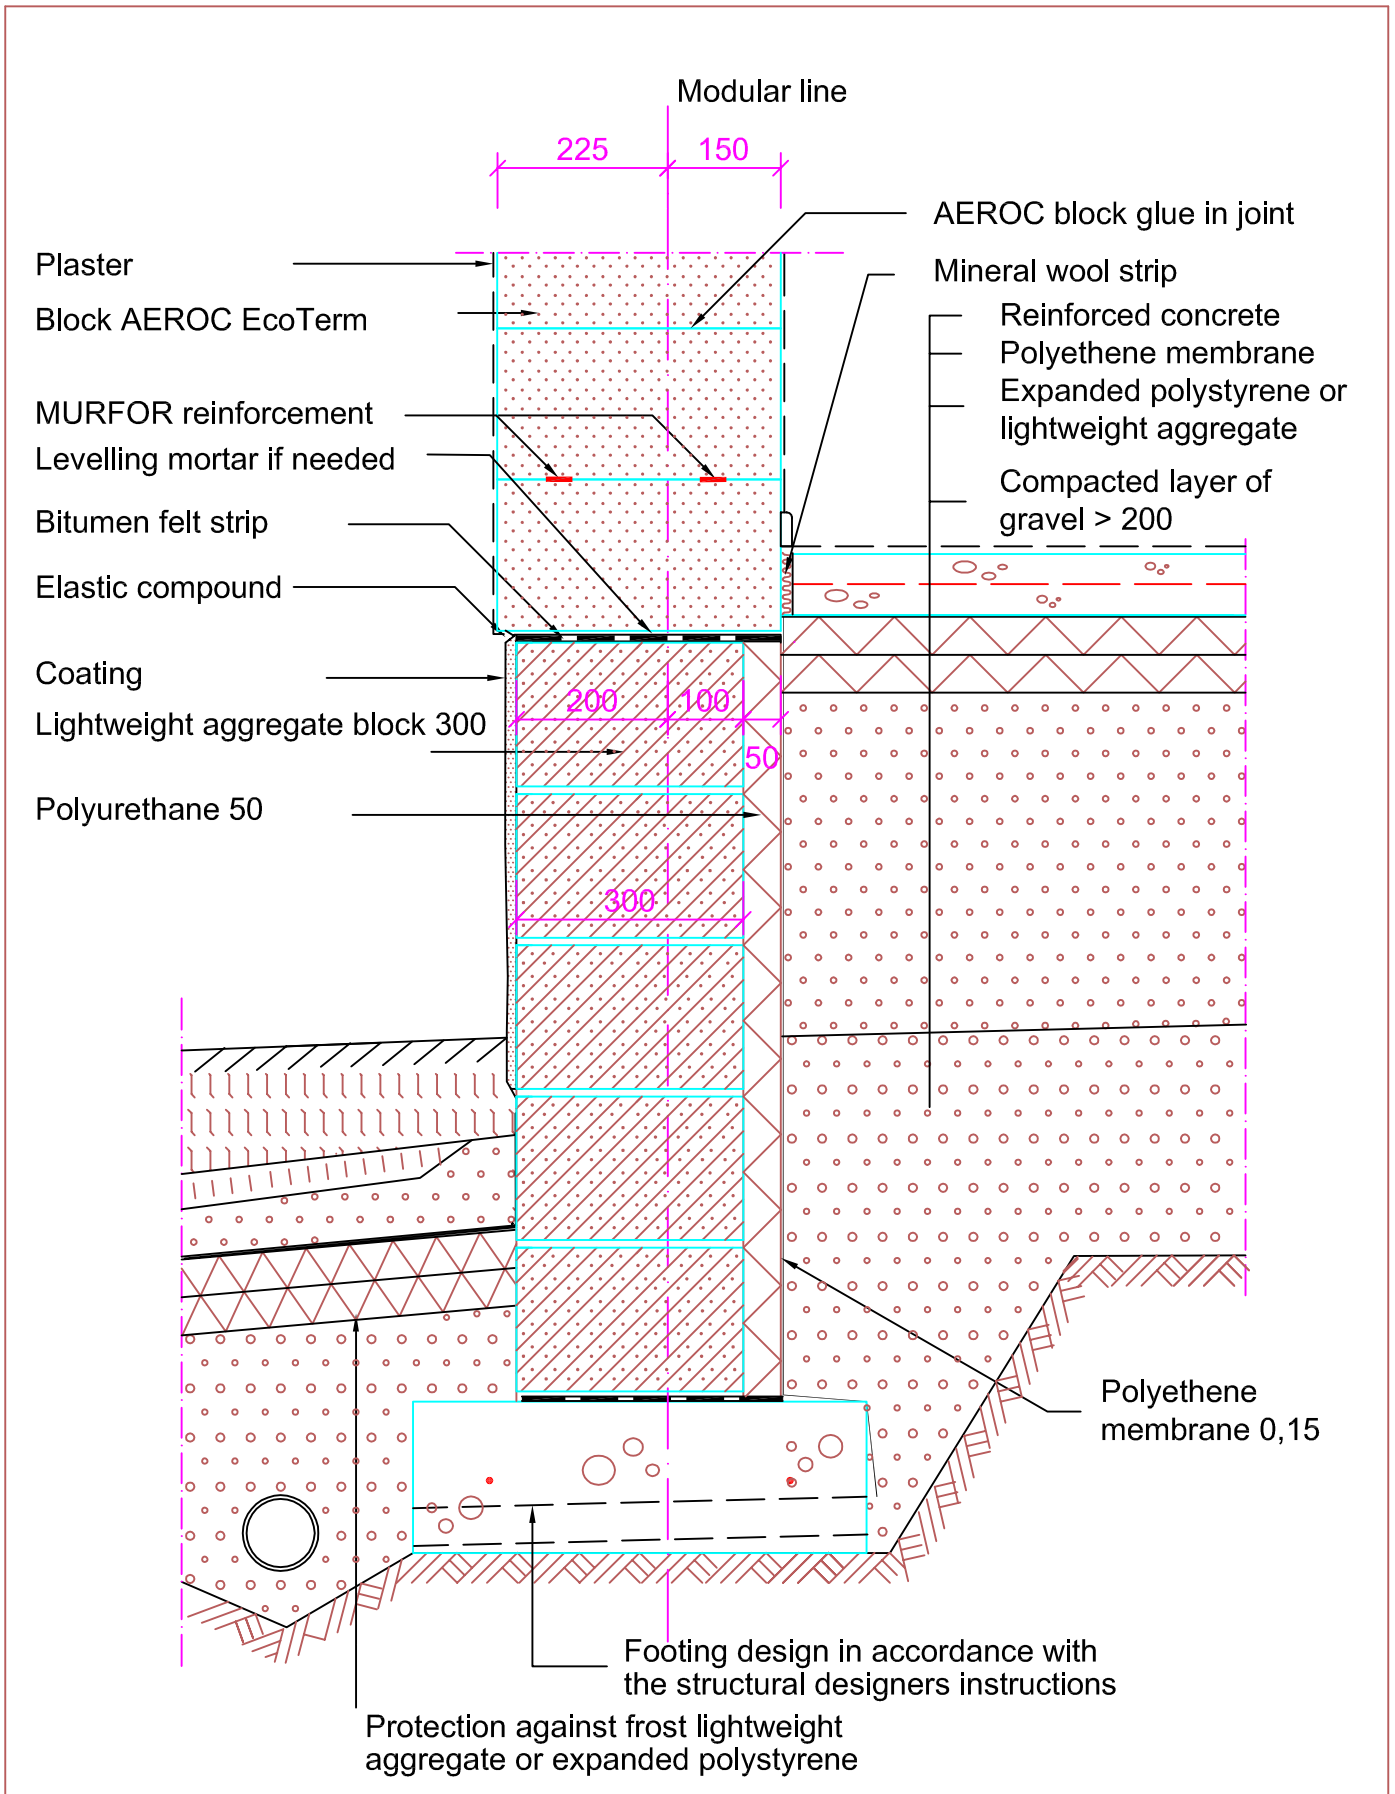 Modular line
225
150
AEROC block glue in joint
Plaster
Mineral wool strip
Block AEROC EcoTerm
Reinforced concrete
Polyethene membrane
Expanded polystyrene or
lightweight aggregate
MURFOR reinforcement
Levelling mortar if needed
Compacted layer of
gravel > 200
Bitumen felt strip
Elastic compound
Coating
200
100
Lightweight aggregate block 300
50
Polyurethane 50
300
Polyethene
membrane 0,15
Footing design in accordance with
the structural designers instructions
Protection against frost lightweight
aggregate or expanded polystyrene